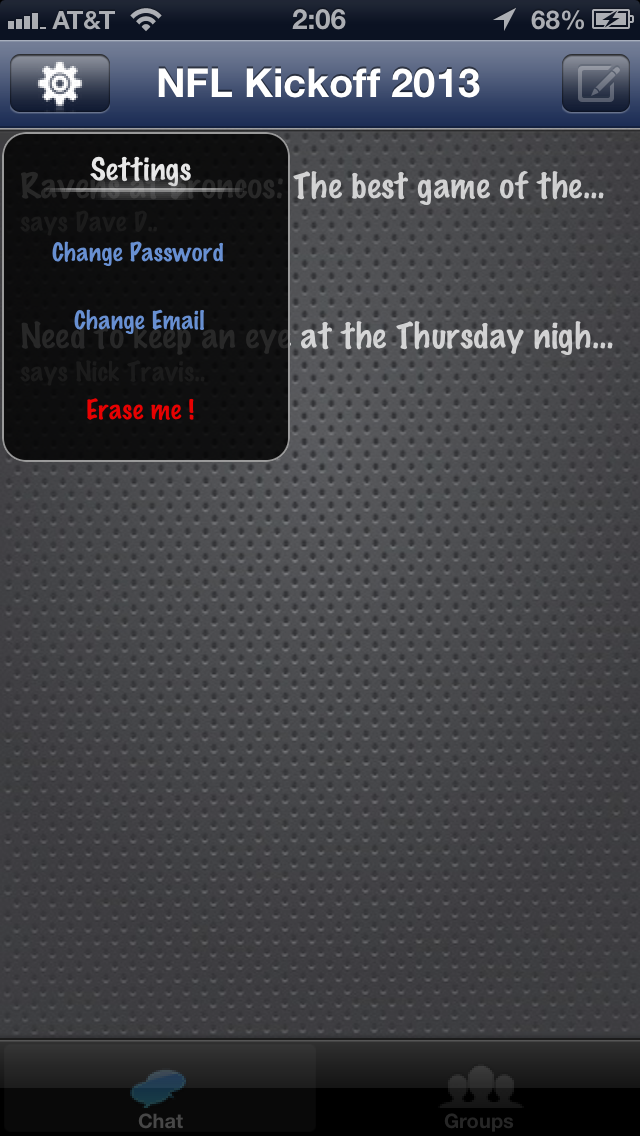 AT&T 2:06 68%
NFL Kickoff 2013
Settings
Ravens at Broncos: The best game of the...
says Dave D..
Change Password
Change Email
Need to keep an eye at the Thursday nigh...
says Nick Travis..
Erase me !
Chat Groups